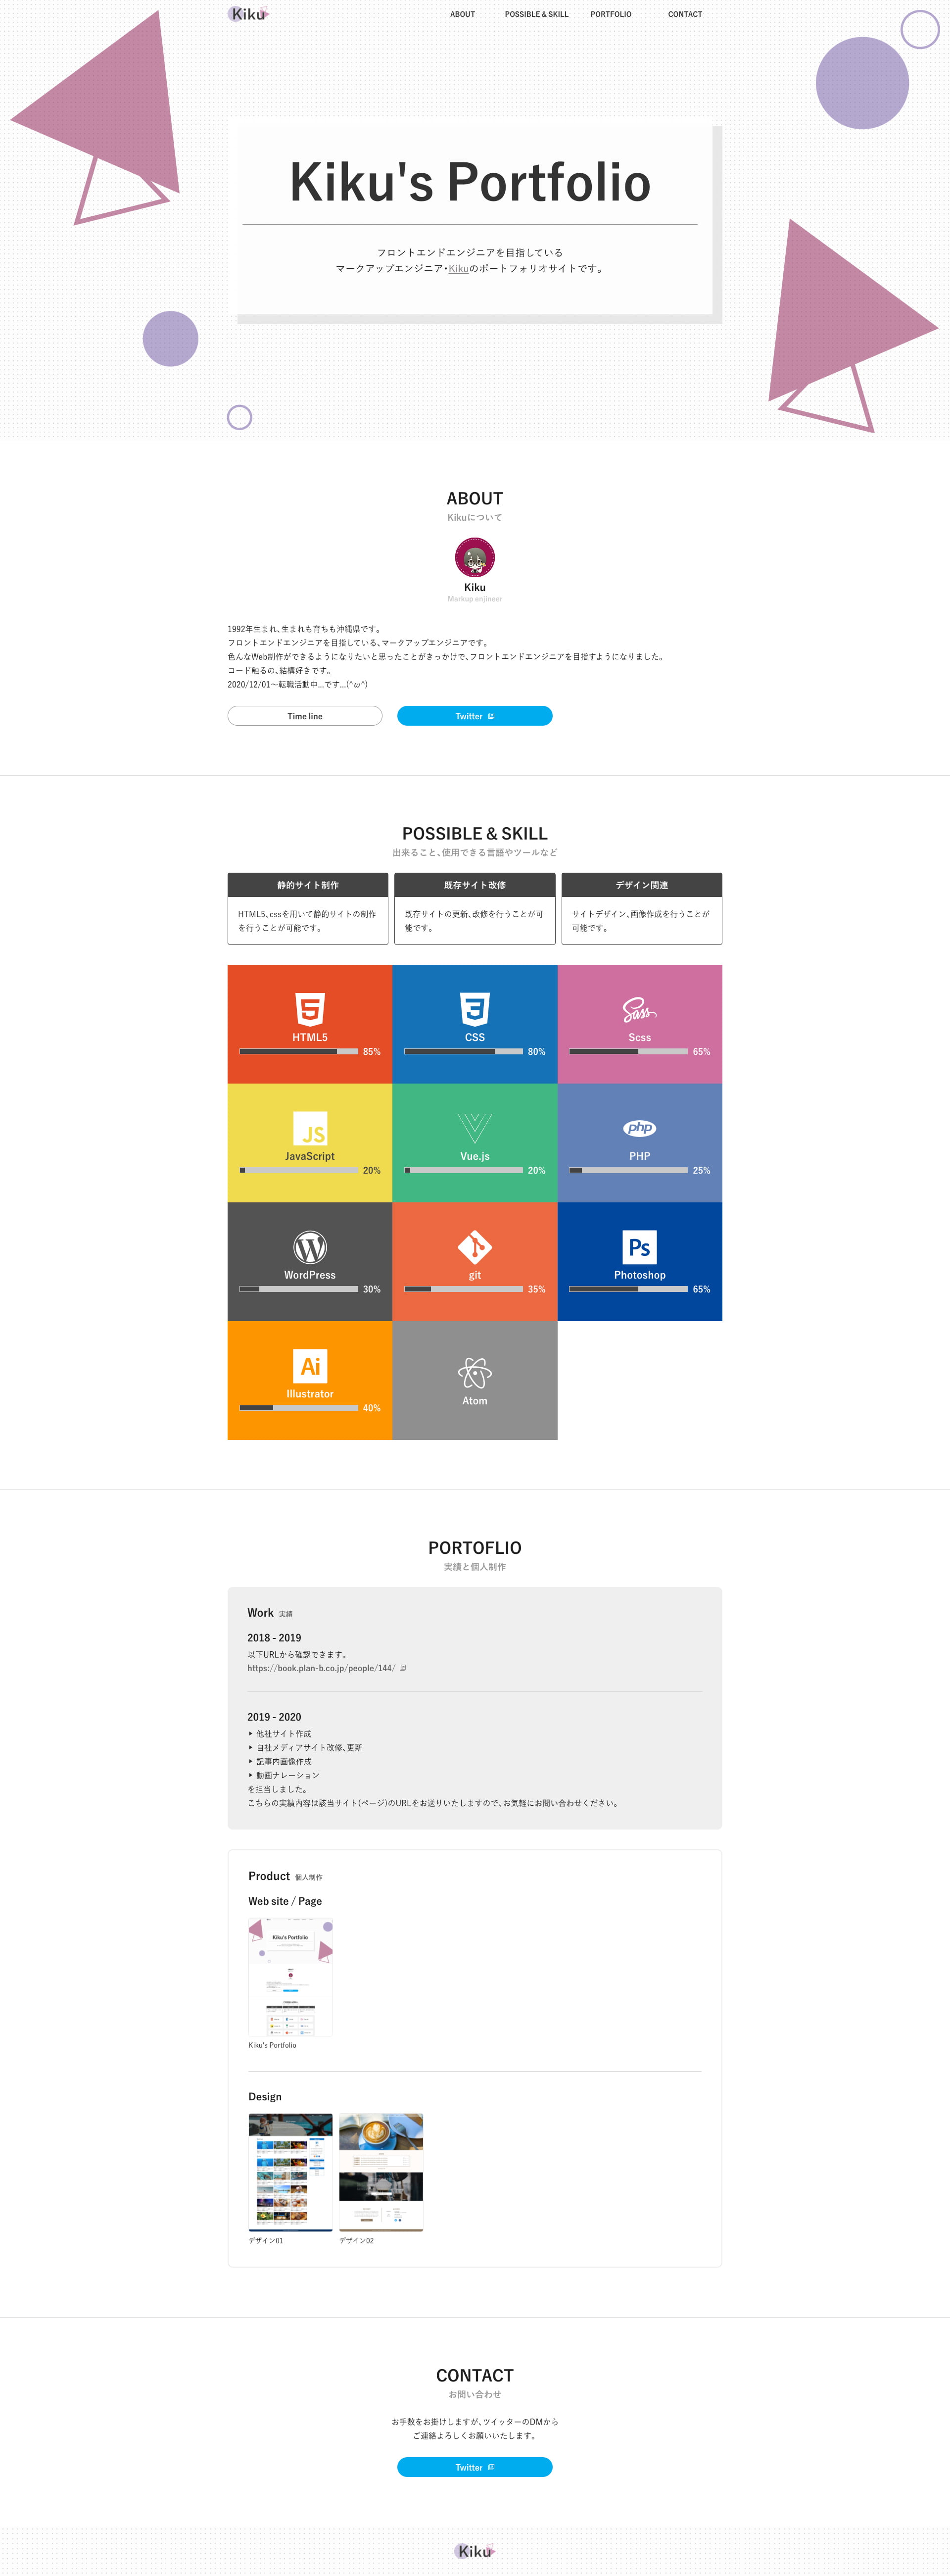 Kiku
ABOUT
POSSIBLE & SKILL
PORTFOLIO
CONTACT
Kiku's Portfolio
フロントエンドエンジニアを目指している
マークアップエンジニア・Kikuのポートフォリオサイトです。
ABOUT
Kikuについて
Kiku
Markup enjineer
1992年生まれ、生まれも育ちも沖縄県です。
フロントエンドエンジニアを目指している、マークアップエンジニアです。
色んなWeb制作ができるようになりたいと思ったことがきっかけで、フロントエンドエンジニアを目指すようになりました。
コード触るの、結構好きです。
2020/12/01〜転職活動中...です...(^ω^)
Time line
Twitter
POSSIBLE & SKILL
出来ること、使用できる言語やツールなど
静的サイト制作
HTML5、cssを用いて静的サイトの制作
を行うことが可能です。
既存サイト改修
既存サイトの更新、改修を行うことが可
能です。
デザイン関連
サイトデザイン、画像作成を行うことが
可能です。
HTML5
85%
CSS
80%
Sass
Scss
65%
JS
JavaScript
20%
Vue.js
20%
php
PHP
25%
WordPress
30%
git
35%
Ps
Photoshop
65%
Ai
Illustrator
40%
Atom
PORTOFLIO
実績と個人制作
Work 実績
2018 - 2019
以下URLから確認できます。
https://book.plan-b.co.jp/people/144/
2019 - 2020
他社サイト作成
自社メディアサイト改修、更新
記事内画像作成
動画ナレーション
を担当しました。
こちらの実績内容は該当サイト(ページ)のURLをお送りいたしますので、お気軽にお問い合わせください。
Product 個人制作
Web site / Page
Kiku's Portfolio
Kiku's Portfolio
Design
デザイン01
デザイン02
CONTACT
お問い合わせ
お手数をお掛けしますが、ツイッターのDMから
ご連絡よろしくお願いいたします。
Twitter
Kiku